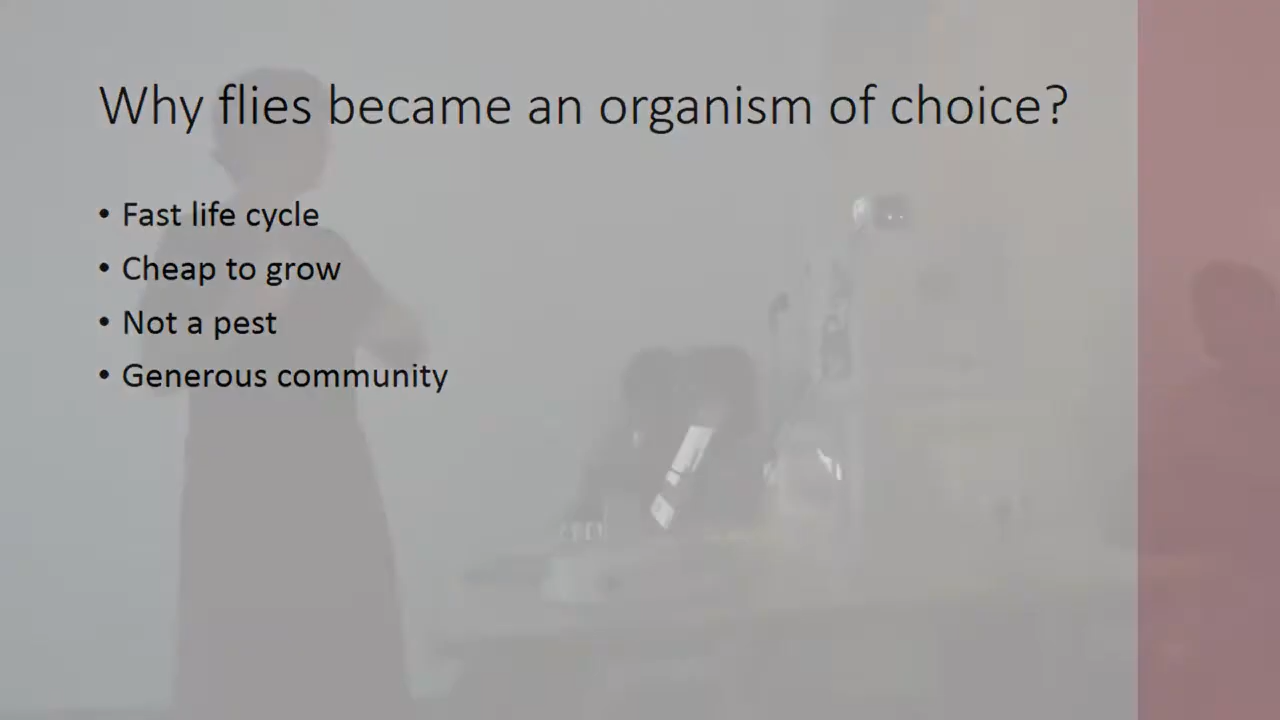 Why flies became an organism of choice?
• Fast life cycle
• Cheap to grow
• Not a pest
• Generous community